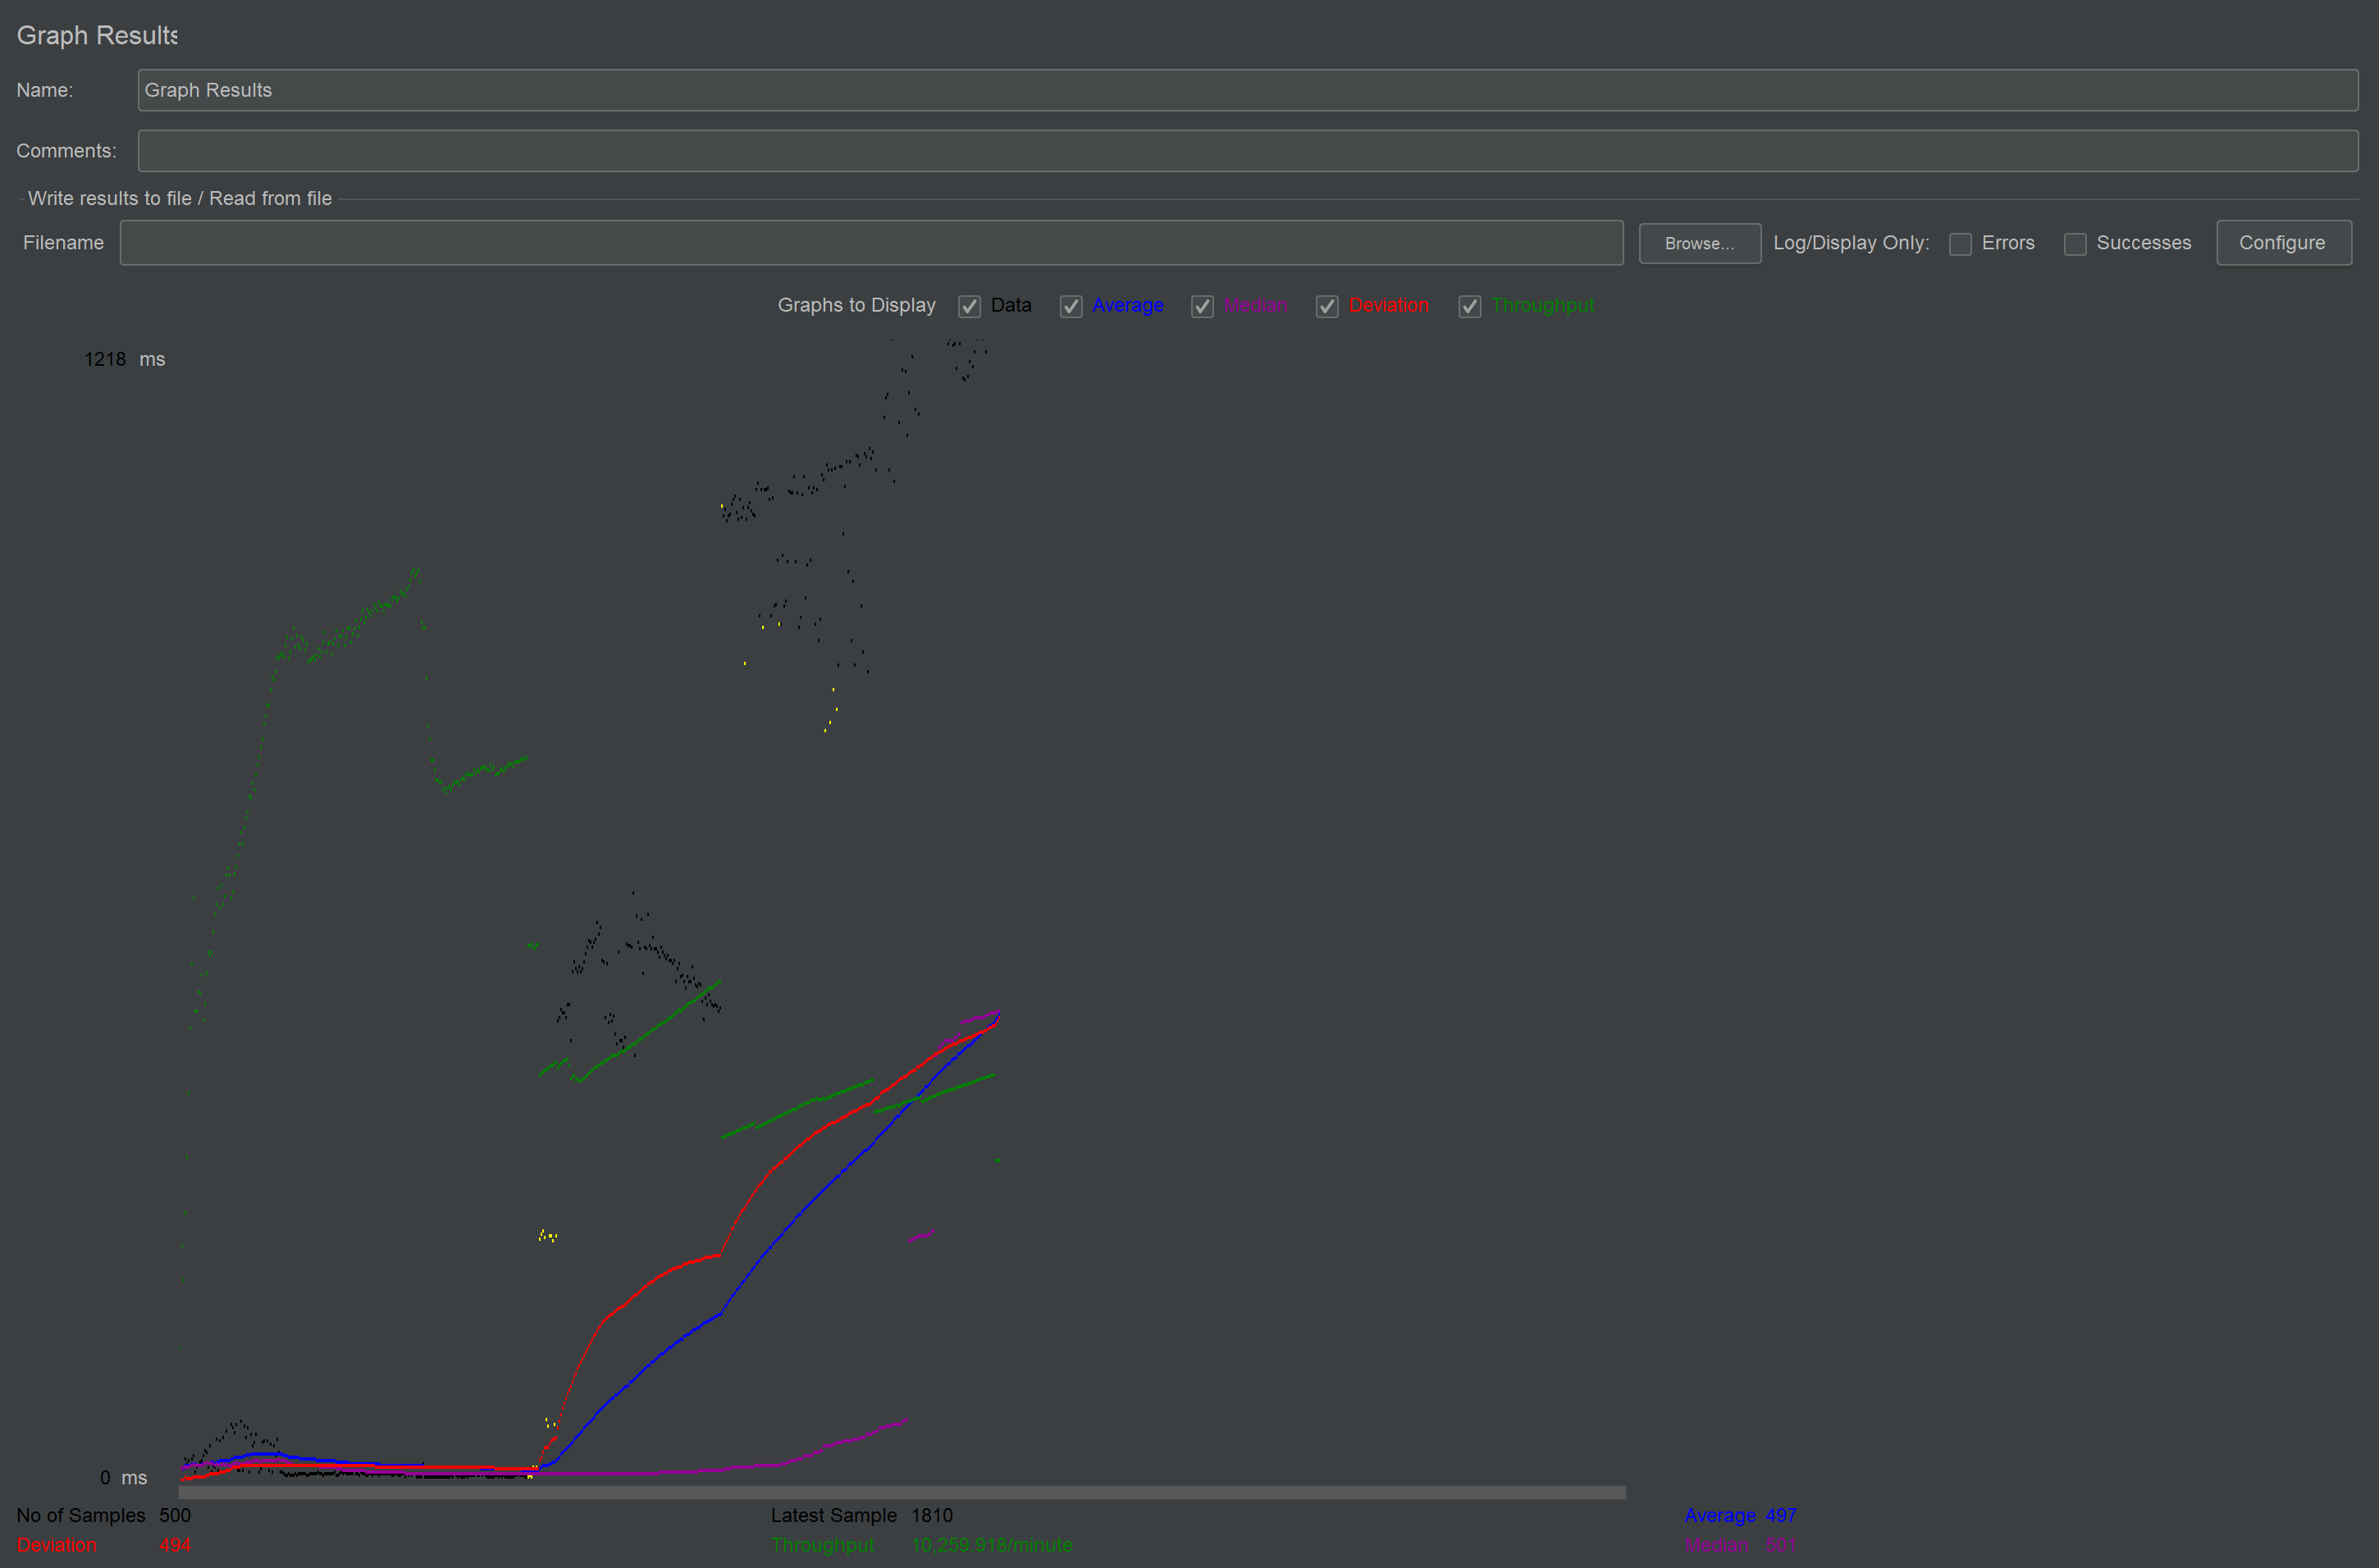 Graph Results
Name: Graph Results
Comments:
Write results to file / Read from file
Filename Browse... Log/Display Only: Errors Successes Configure
Graphs to Display Data Average Median Deviation Throughput
1218 ms
0 ms
No of Samples 500 Latest Sample 1810 Average 497
Deviation 494 Throughput 10,259.918/minute Median 501